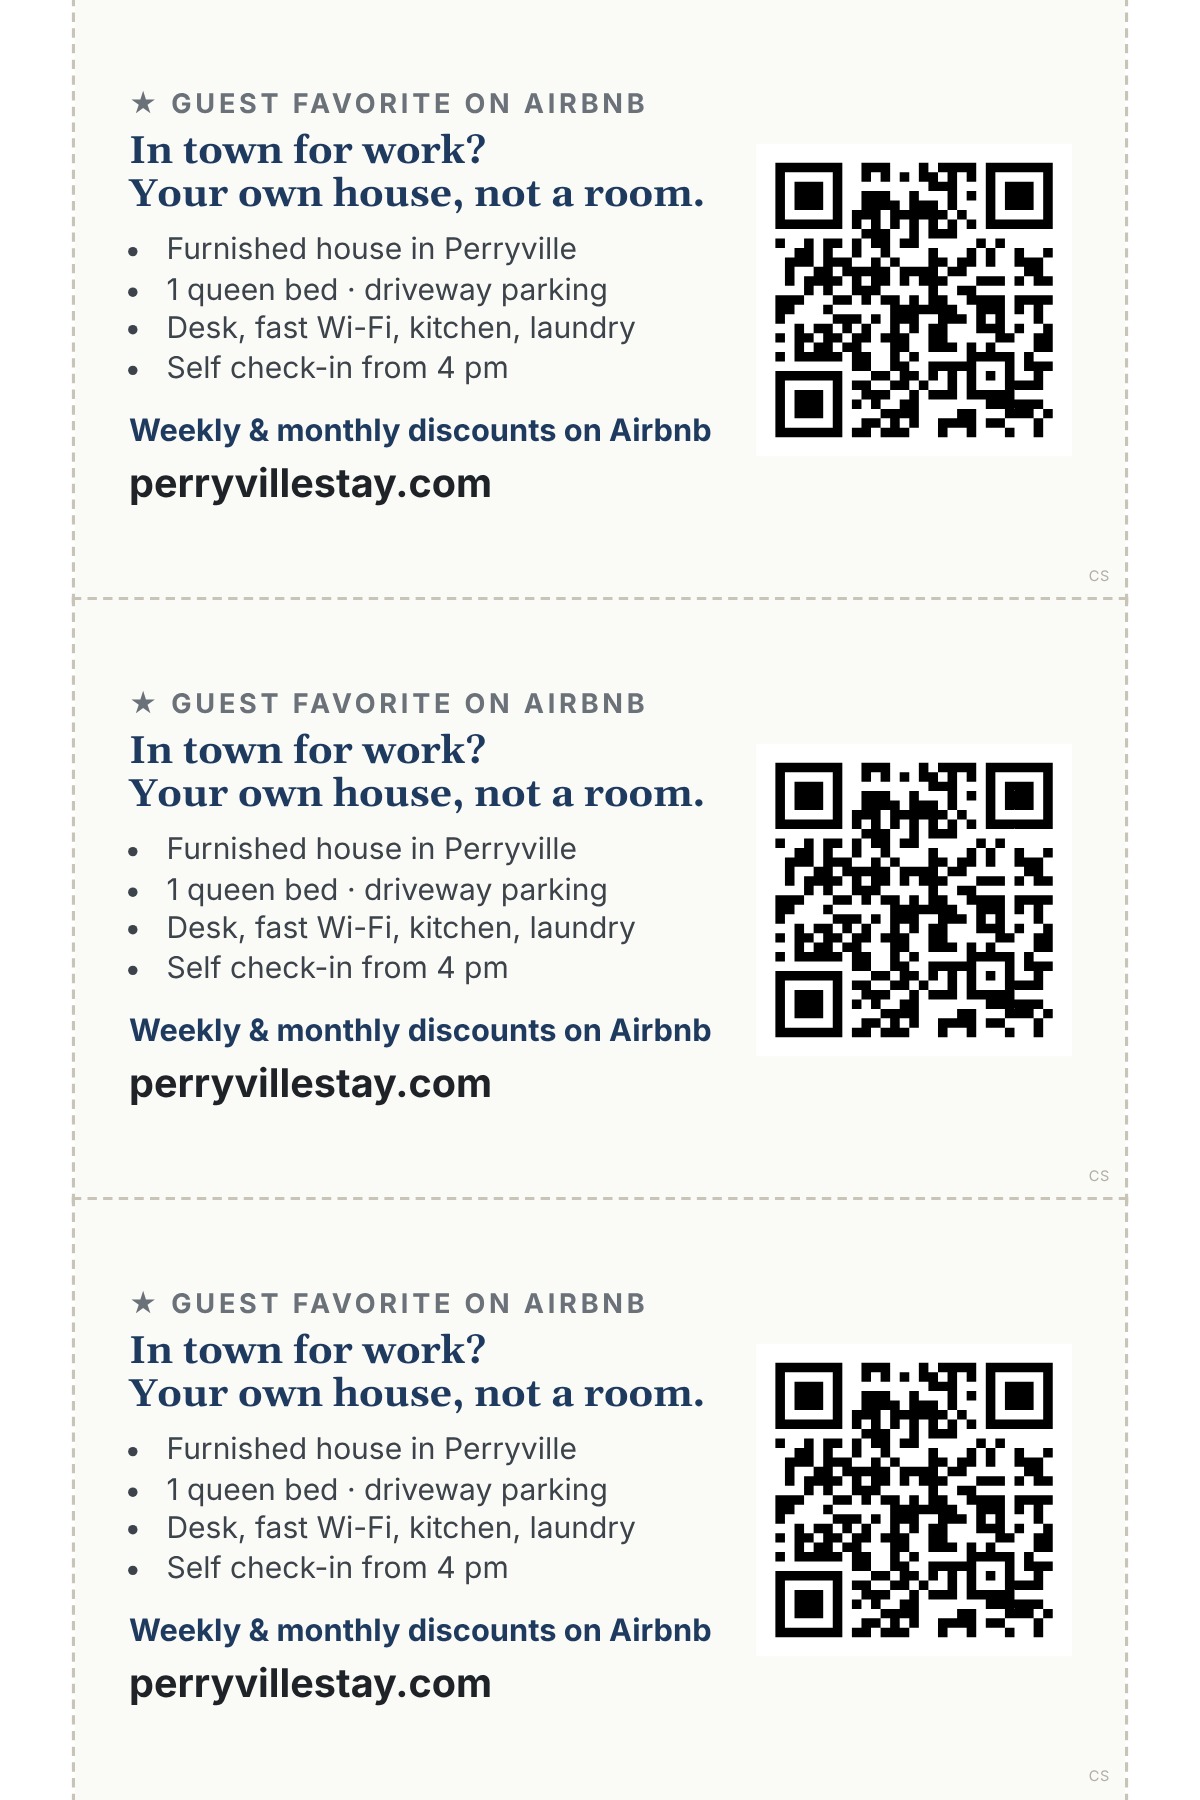 ★ GUEST FAVORITE ON AIRBNB
In town for work?
Your own house, not a room.
• Furnished house in Perryville
• 1 queen bed · driveway parking
• Desk, fast Wi-Fi, kitchen, laundry
• Self check-in from 4 pm
Weekly & monthly discounts on Airbnb
perryvillestay.com
CS
★ GUEST FAVORITE ON AIRBNB
In town for work?
Your own house, not a room.
• Furnished house in Perryville
• 1 queen bed · driveway parking
• Desk, fast Wi-Fi, kitchen, laundry
• Self check-in from 4 pm
Weekly & monthly discounts on Airbnb
perryvillestay.com
CS
★ GUEST FAVORITE ON AIRBNB
In town for work?
Your own house, not a room.
• Furnished house in Perryville
• 1 queen bed · driveway parking
• Desk, fast Wi-Fi, kitchen, laundry
• Self check-in from 4 pm
Weekly & monthly discounts on Airbnb
perryvillestay.com
CS